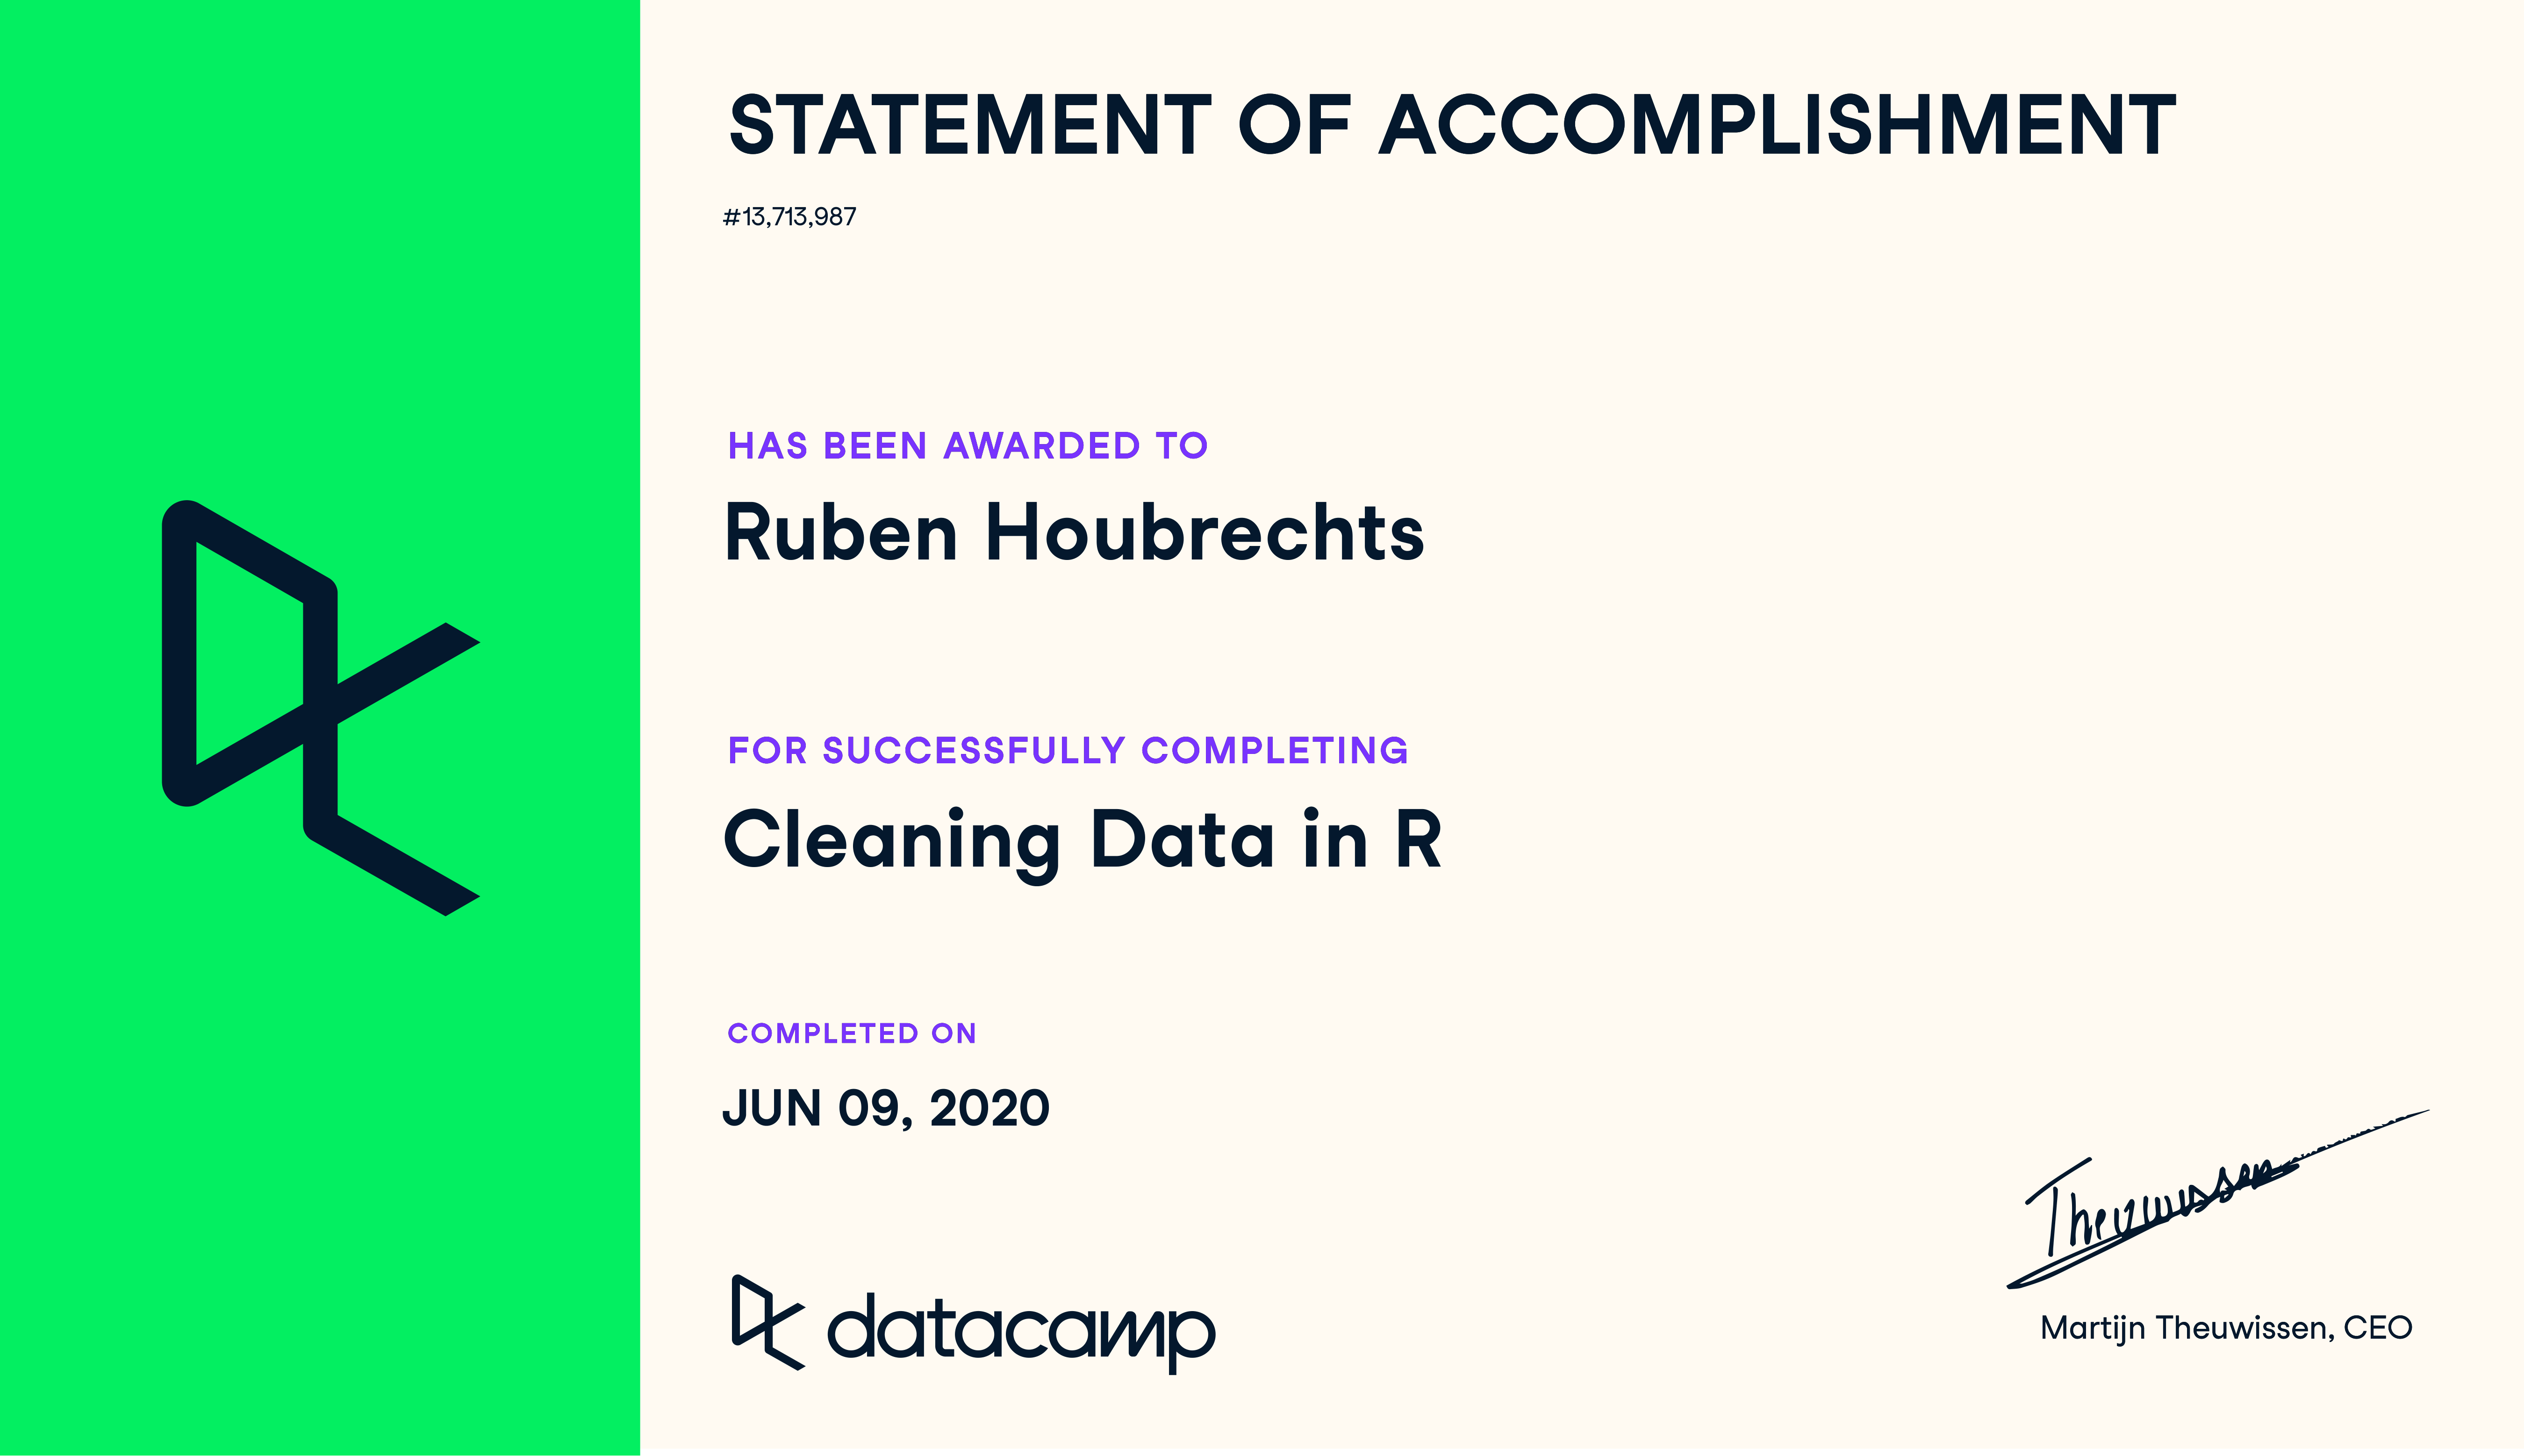 STATEMENT OF ACCOMPLISHMENT
#13,713,987
HAS BEEN AWARDED TO
Ruben Houbrechts
FOR SUCCESSFULLY COMPLETING
Cleaning Data in R
COMPLETED ON
JUN 09, 2020
Theuwissen
datacamp
Martijn Theuwissen, CEO